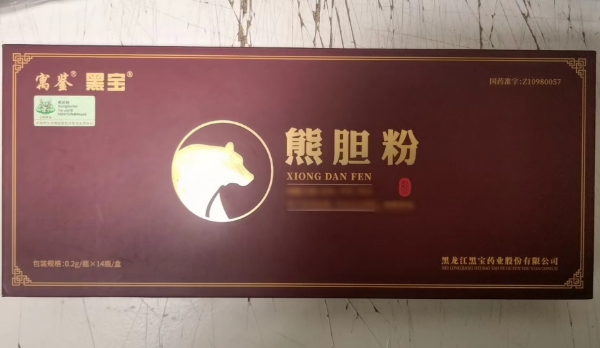 寓鉴® 黑宝®
国药准字:Z10980057
熊胆粉
XIONG DAN FEN
包装规格:0.2g/瓶×14瓶/盒
黑龙江黑宝药业股份有限公司